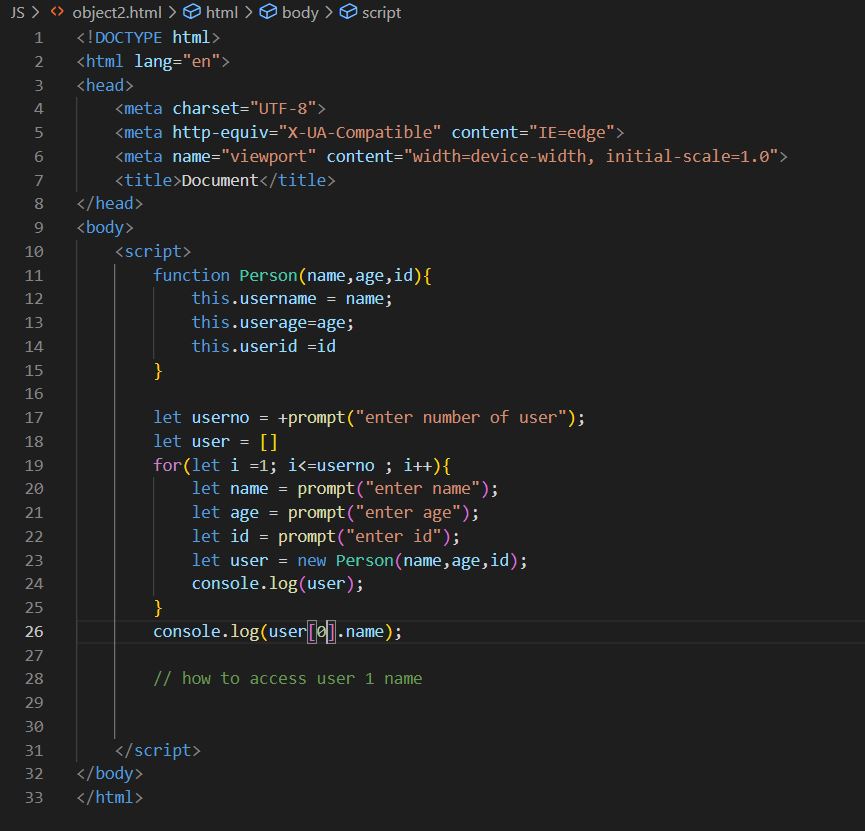 JS > <> object2.html > html > body > script
1 <!DOCTYPE html>
2 <html lang="en">
3 <head>
4     <meta charset="UTF-8">
5     <meta http-equiv="X-UA-Compatible" content="IE=edge">
6     <meta name="viewport" content="width=device-width, initial-scale=1.0">
7     <title>Document</title>
8 </head>
9 <body>
10     <script>
11         function Person(name,age,id){
12             this.username = name;
13             this.userage=age;
14             this.userid =id
15         }
16
17         let userno = +prompt("enter number of user");
18         let user = []
19         for(let i =1; i<=userno ; i++){
20             let name = prompt("enter name");
21             let age = prompt("enter age");
22             let id = prompt("enter id");
23             let user = new Person(name,age,id);
24             console.log(user);
25         }
26         console.log(user[0].name);
27
28         // how to access user 1 name
29
30
31     </script>
32 </body>
33 </html>